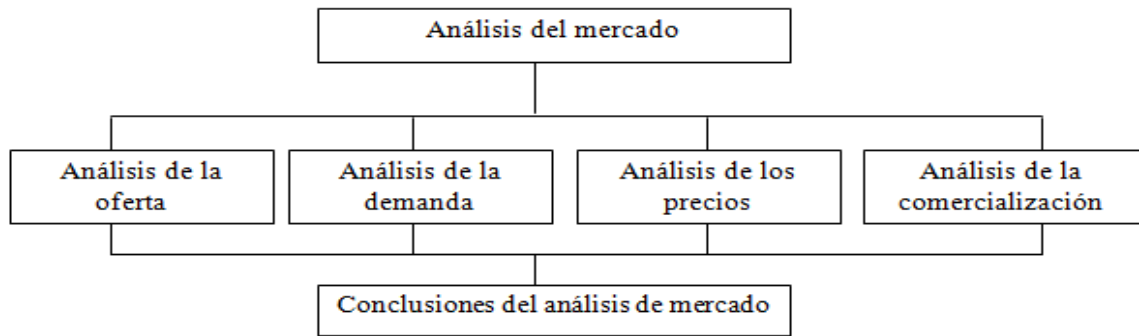 Análisis del mercado
Análisis de la
oferta
Análisis de la
demanda
Análisis de los
precios
Análisis de la
comercialización
Conclusiones del análisis de mercado